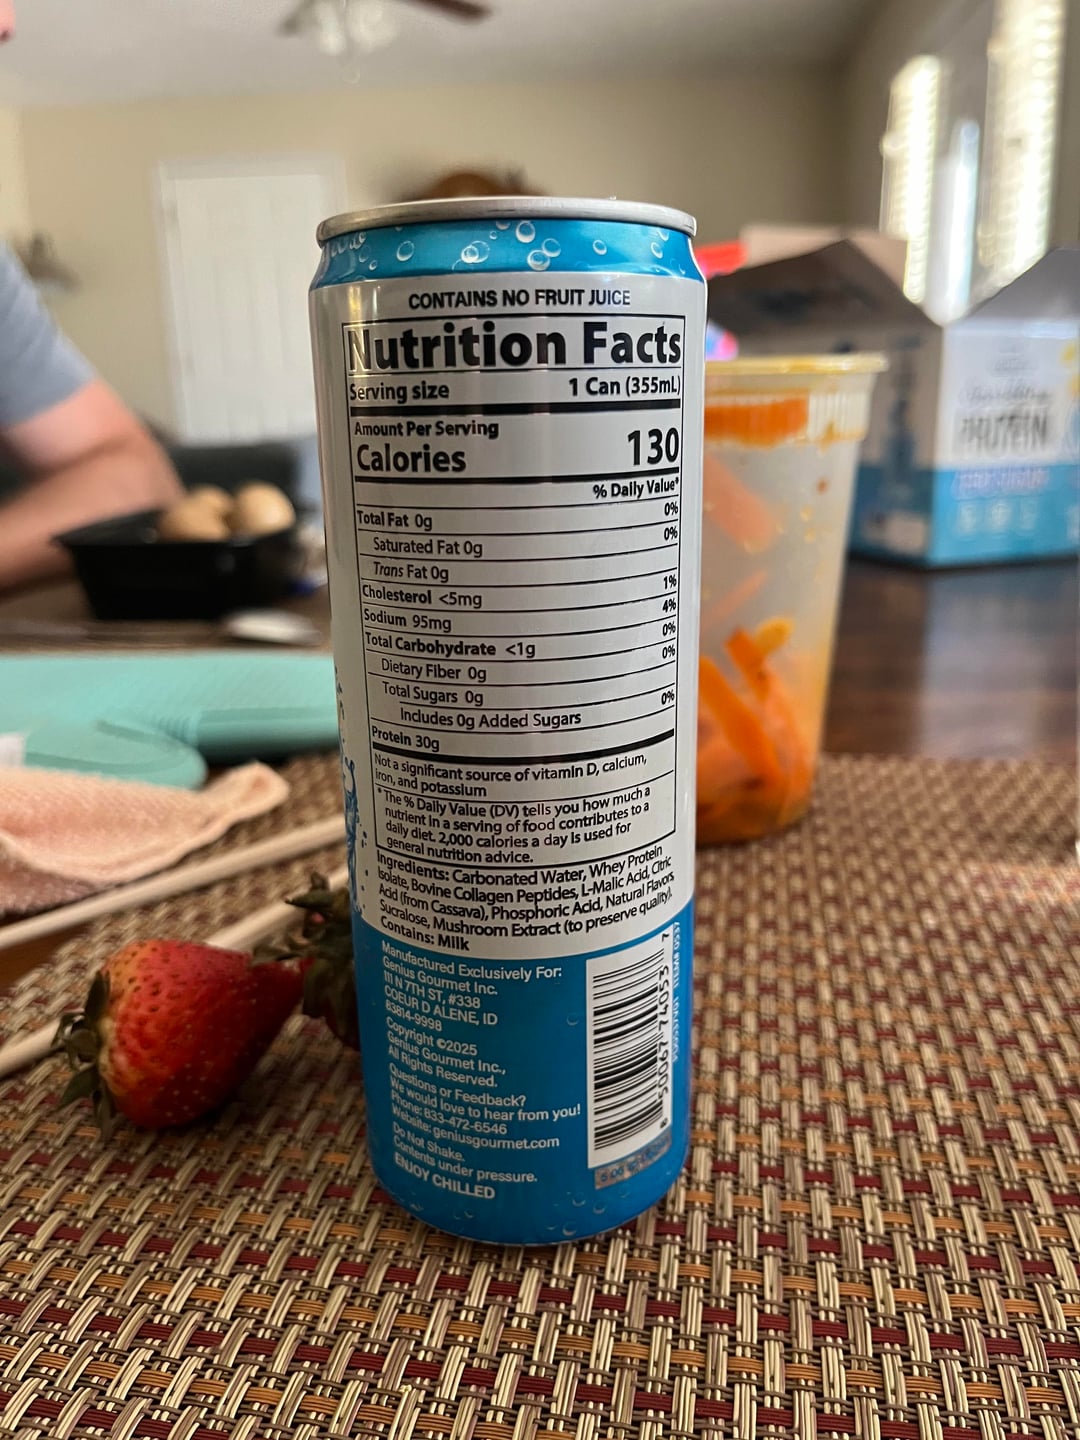 CONTAINS NO FRUIT JUICE
Nutrition Facts
Serving size 1 Can (355mL)
Amount Per Serving
Calories 130
% Daily Value*
Total Fat 0g 0%
Saturated Fat 0g 0%
Trans Fat 0g
Cholesterol <5mg 1%
Sodium 95mg 4%
Total Carbohydrate <1g 0%
Dietary Fiber 0g 0%
Total Sugars 0g
Includes 0g Added Sugars 0%
Protein 30g
Not a significant source of vitamin D, calcium,
iron, and potassium
*The % Daily Value (DV) tells you how much a
nutrient in a serving of food contributes to a
daily diet. 2,000 calories a day is used for
general nutrition advice.
Ingredients: Carbonated Water, Whey Protein
Isolate, Bovine Collagen Peptides, L-Malic Acid, Citric
Acid (from Cassava), Phosphoric Acid, Natural Flavors,
Sucralose, Mushroom Extract (to preserve quality).
Contains: Milk
Manufactured Exclusively For:
Genius Gourmet Inc.
111 N 7TH ST, #338
COEUR D ALENE, ID
83814-9998
Copyright ©2025
Genius Gourmet Inc.,
All Rights Reserved.
Questions or Feedback?
We would love to hear from you!
Phone: 833-472-6546
Website: geniusgourmet.com
Do Not Shake.
Contents under pressure.
ENJOY CHILLED
8 50067 74053 7
PROTEIN